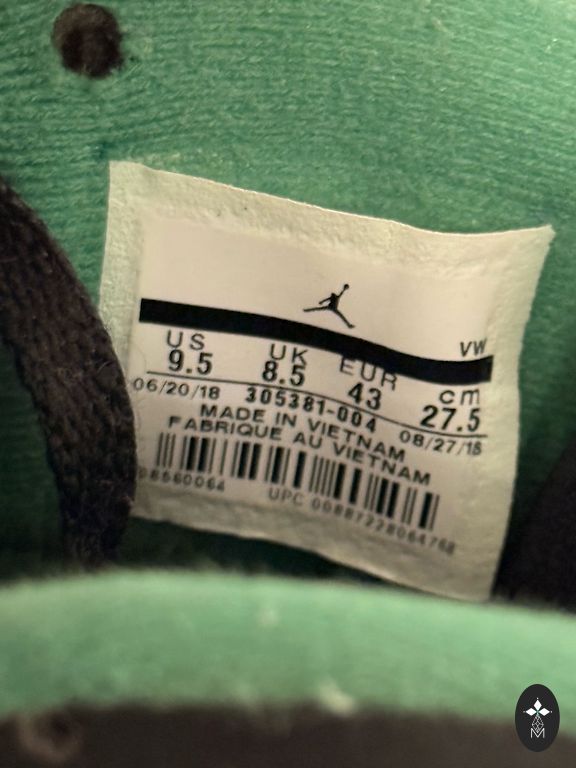 VW
US UK EUR cm
9.5 8.5 43 27.5
06/20/18 305381-004 08/27/18
MADE IN VIETNAM
FABRIQUE AU VIETNAM
UPC 00887228064768
M